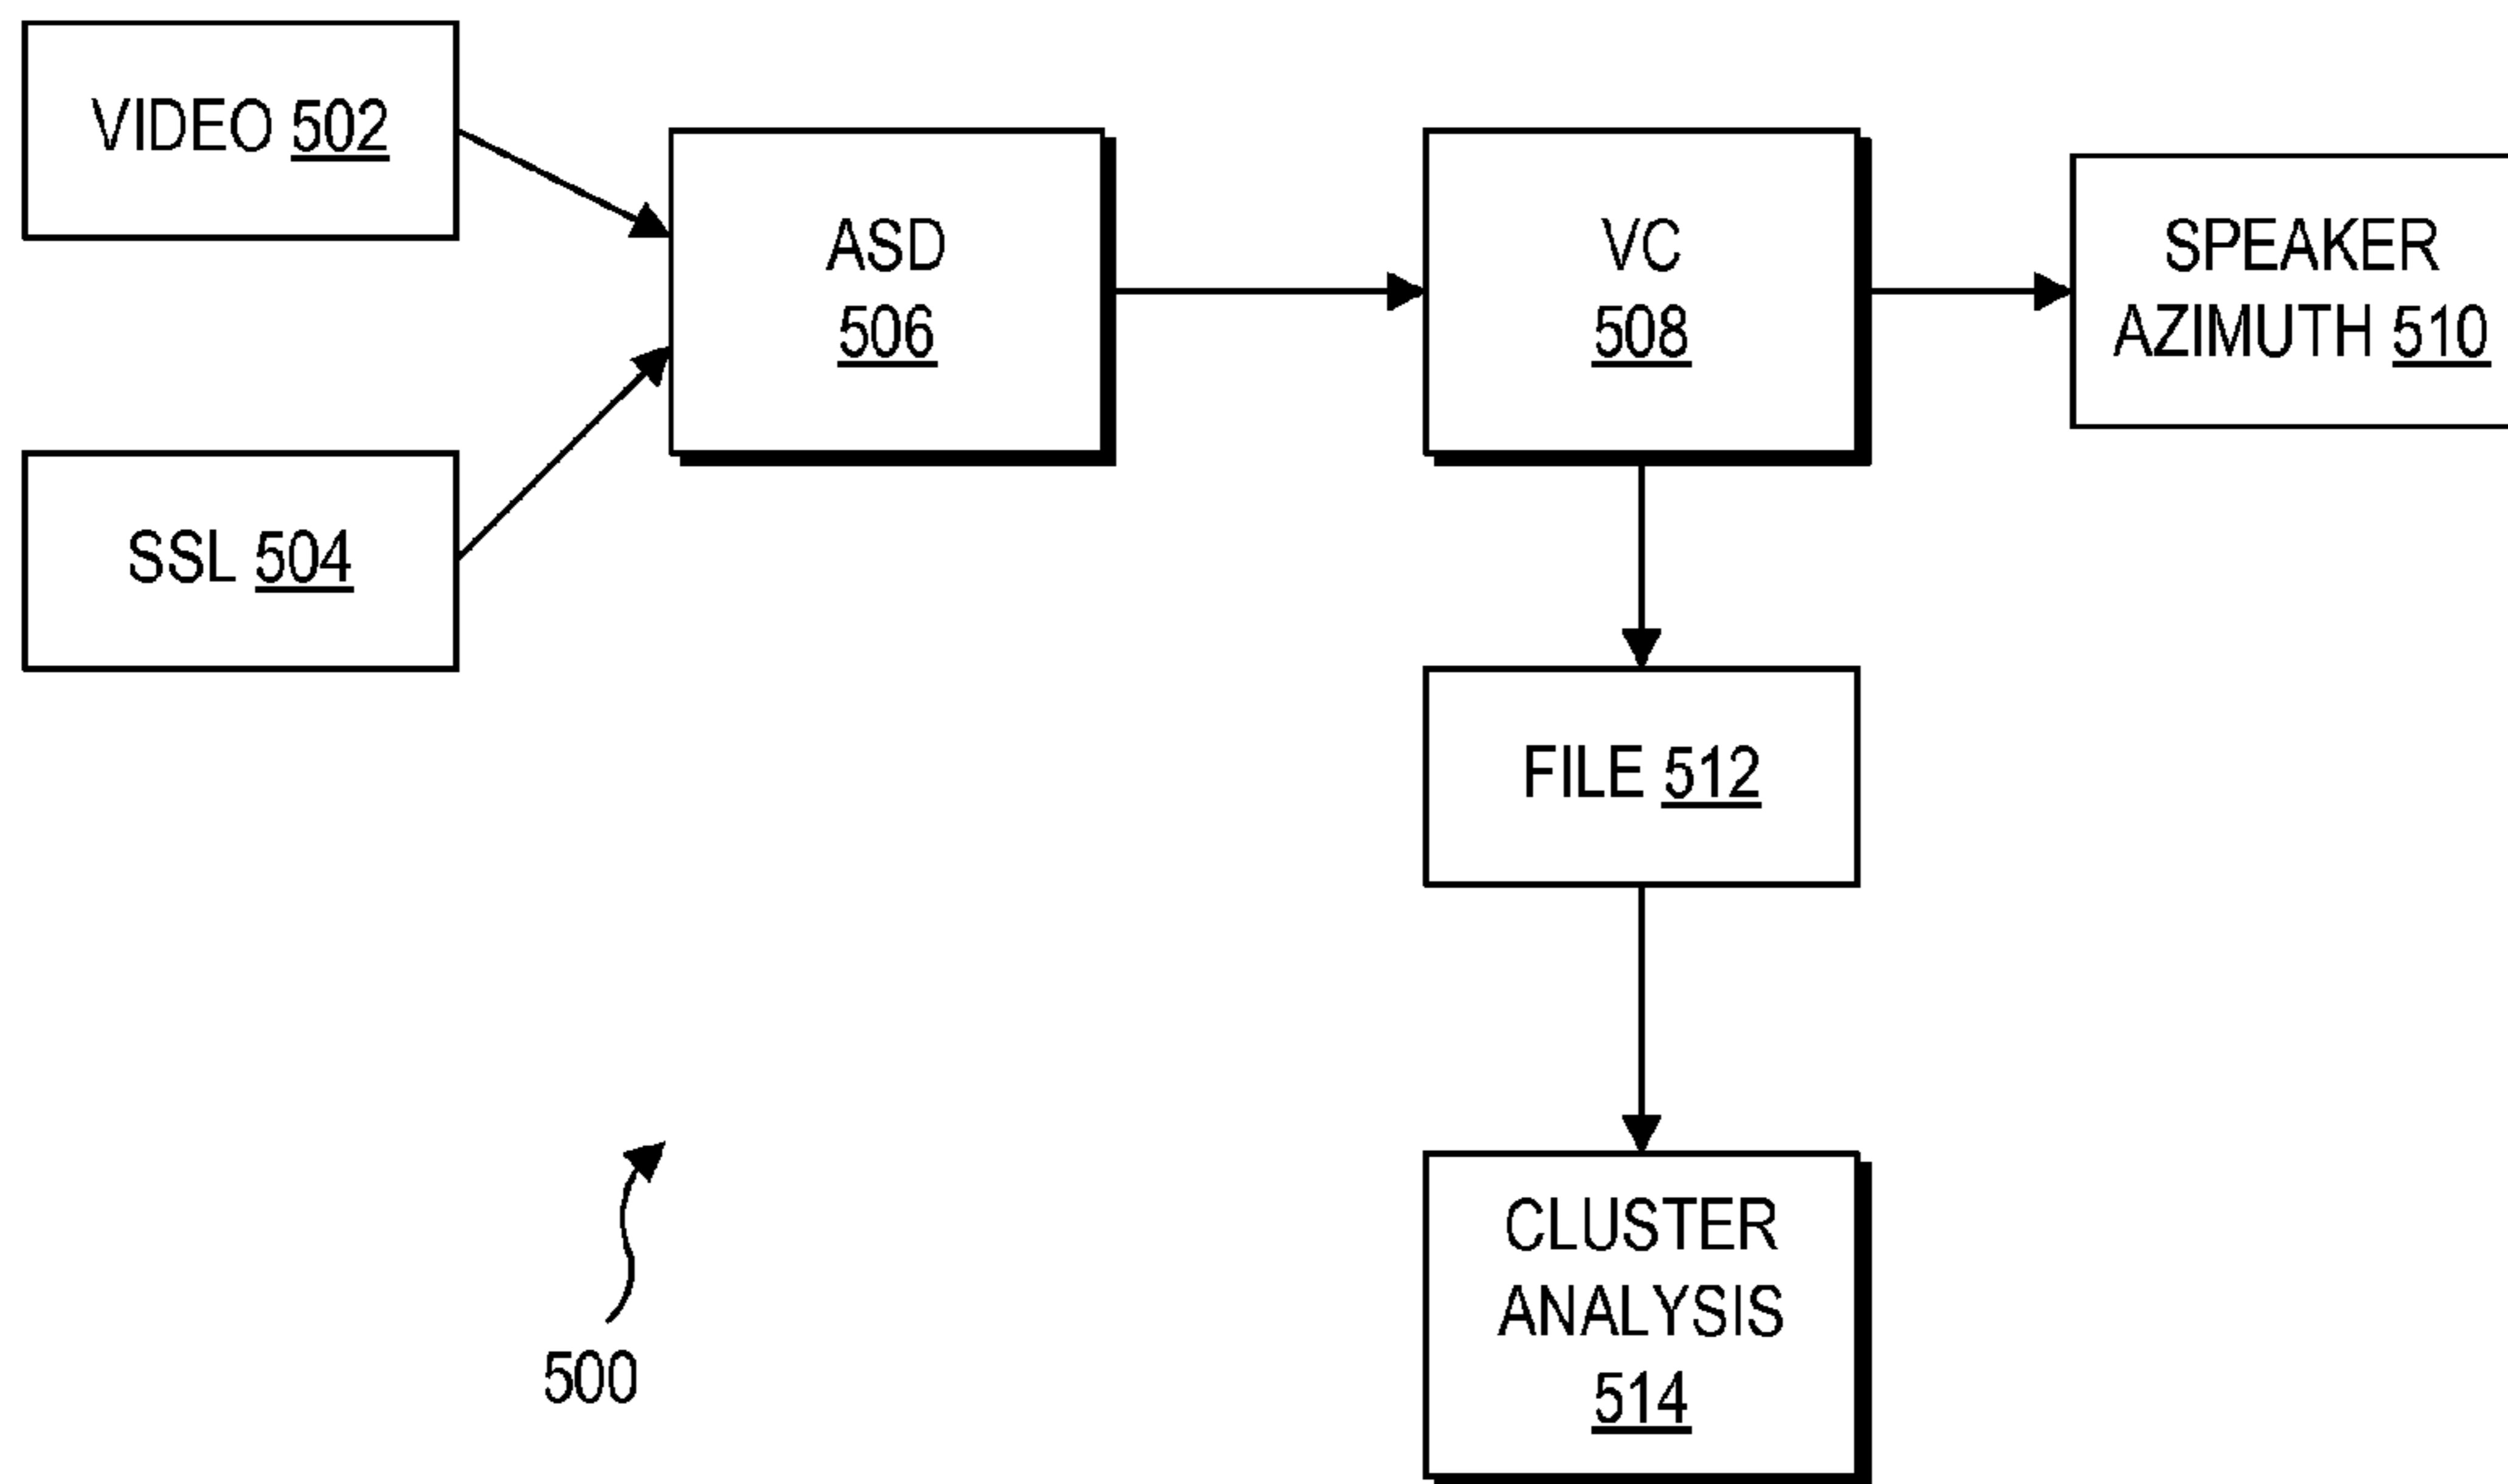 VIDEO 502
ASD
506
VC
508
SPEAKER
AZIMUTH 510
SSL 504
FILE 512
CLUSTER
ANALYSIS
514
500